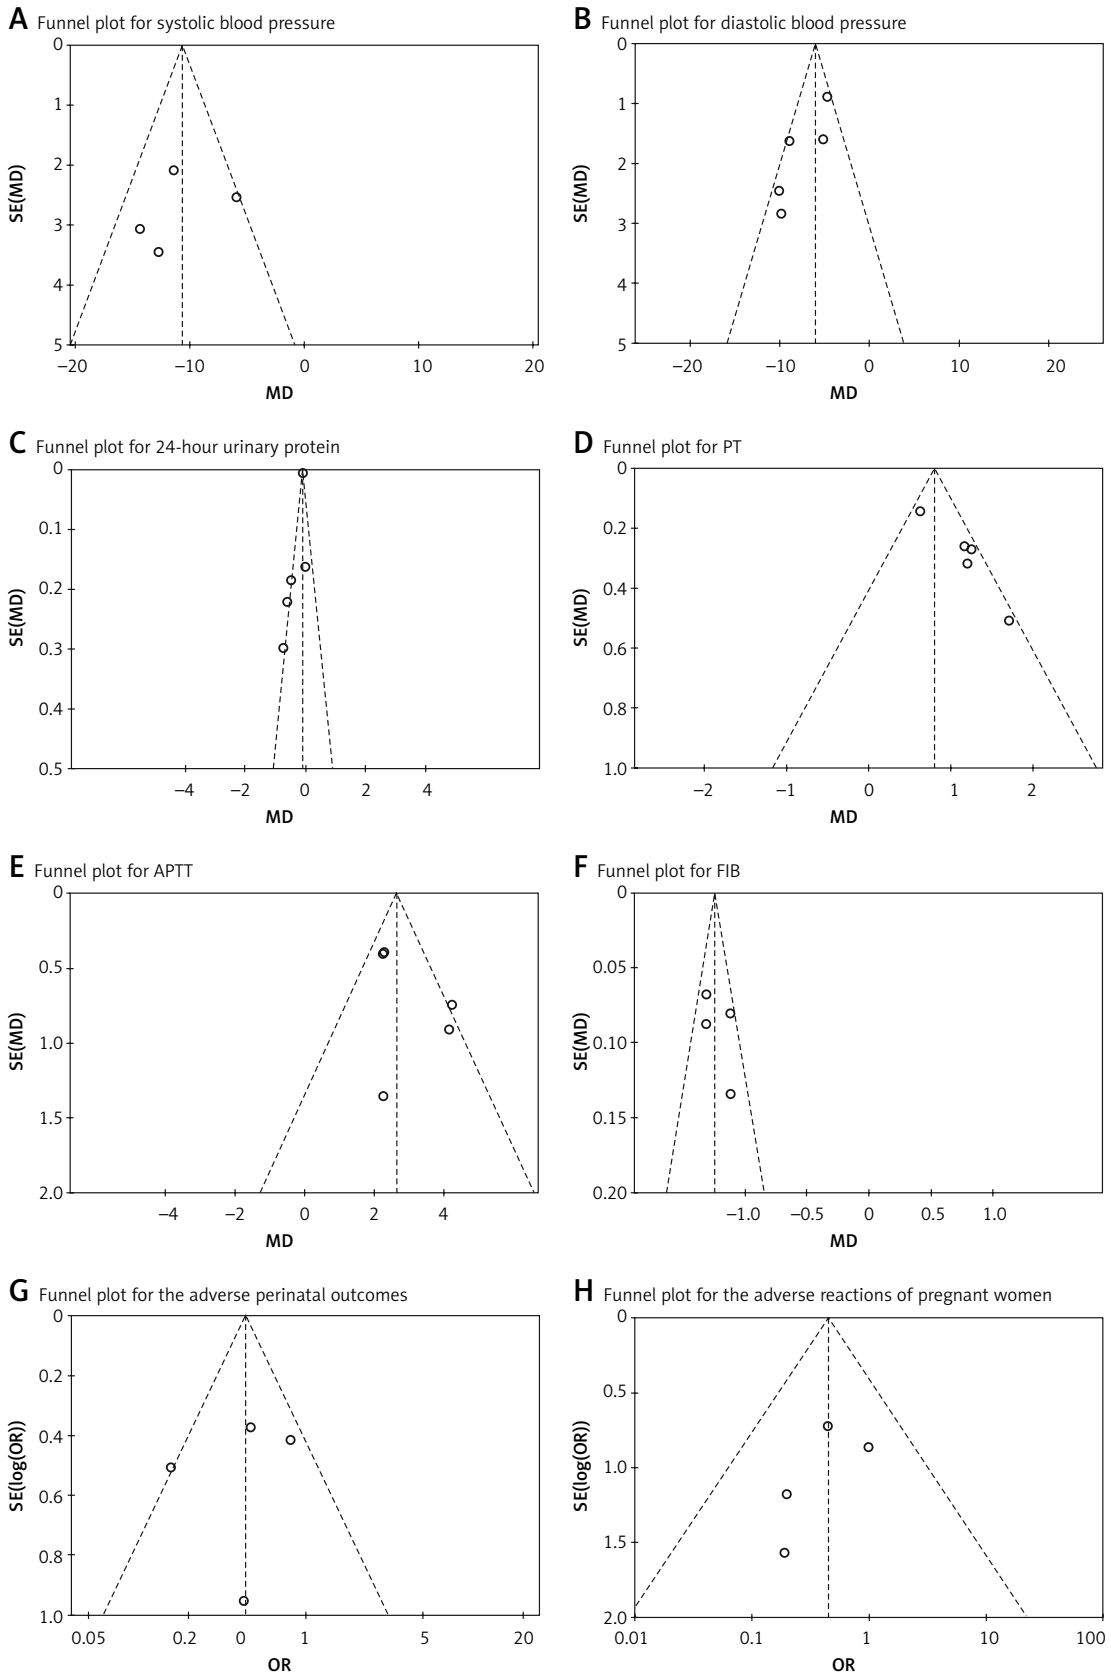 A Funnel plot for systolic blood pressure
0
1
2
3
4
5
SE(MD)
−20 −10 0 10 20
MD
B Funnel plot for diastolic blood pressure
0
1
2
3
4
5
SE(MD)
−20 −10 0 10 20
MD
C Funnel plot for 24-hour urinary protein
0
0.1
0.2
0.3
0.4
0.5
SE(MD)
−4 −2 0 2 4
MD
D Funnel plot for PT
0
0.2
0.4
0.6
0.8
1.0
SE(MD)
−2 −1 0 1 2
MD
E Funnel plot for APTT
0
0.5
1.0
1.5
2.0
SE(MD)
−4 −2 0 2 4
MD
F Funnel plot for FIB
0
0.05
0.10
0.15
0.20
SE(MD)
−1.0 −0.5 0 0.5 1.0
MD
G Funnel plot for the adverse perinatal outcomes
0
0.2
0.4
0.6
0.8
1.0
SE(log(OR))
0.05 0.2 0 1 5 20
OR
H Funnel plot for the adverse reactions of pregnant women
0
0.5
1.0
1.5
2.0
SE(log(OR))
0.01 0.1 1 10 100
OR